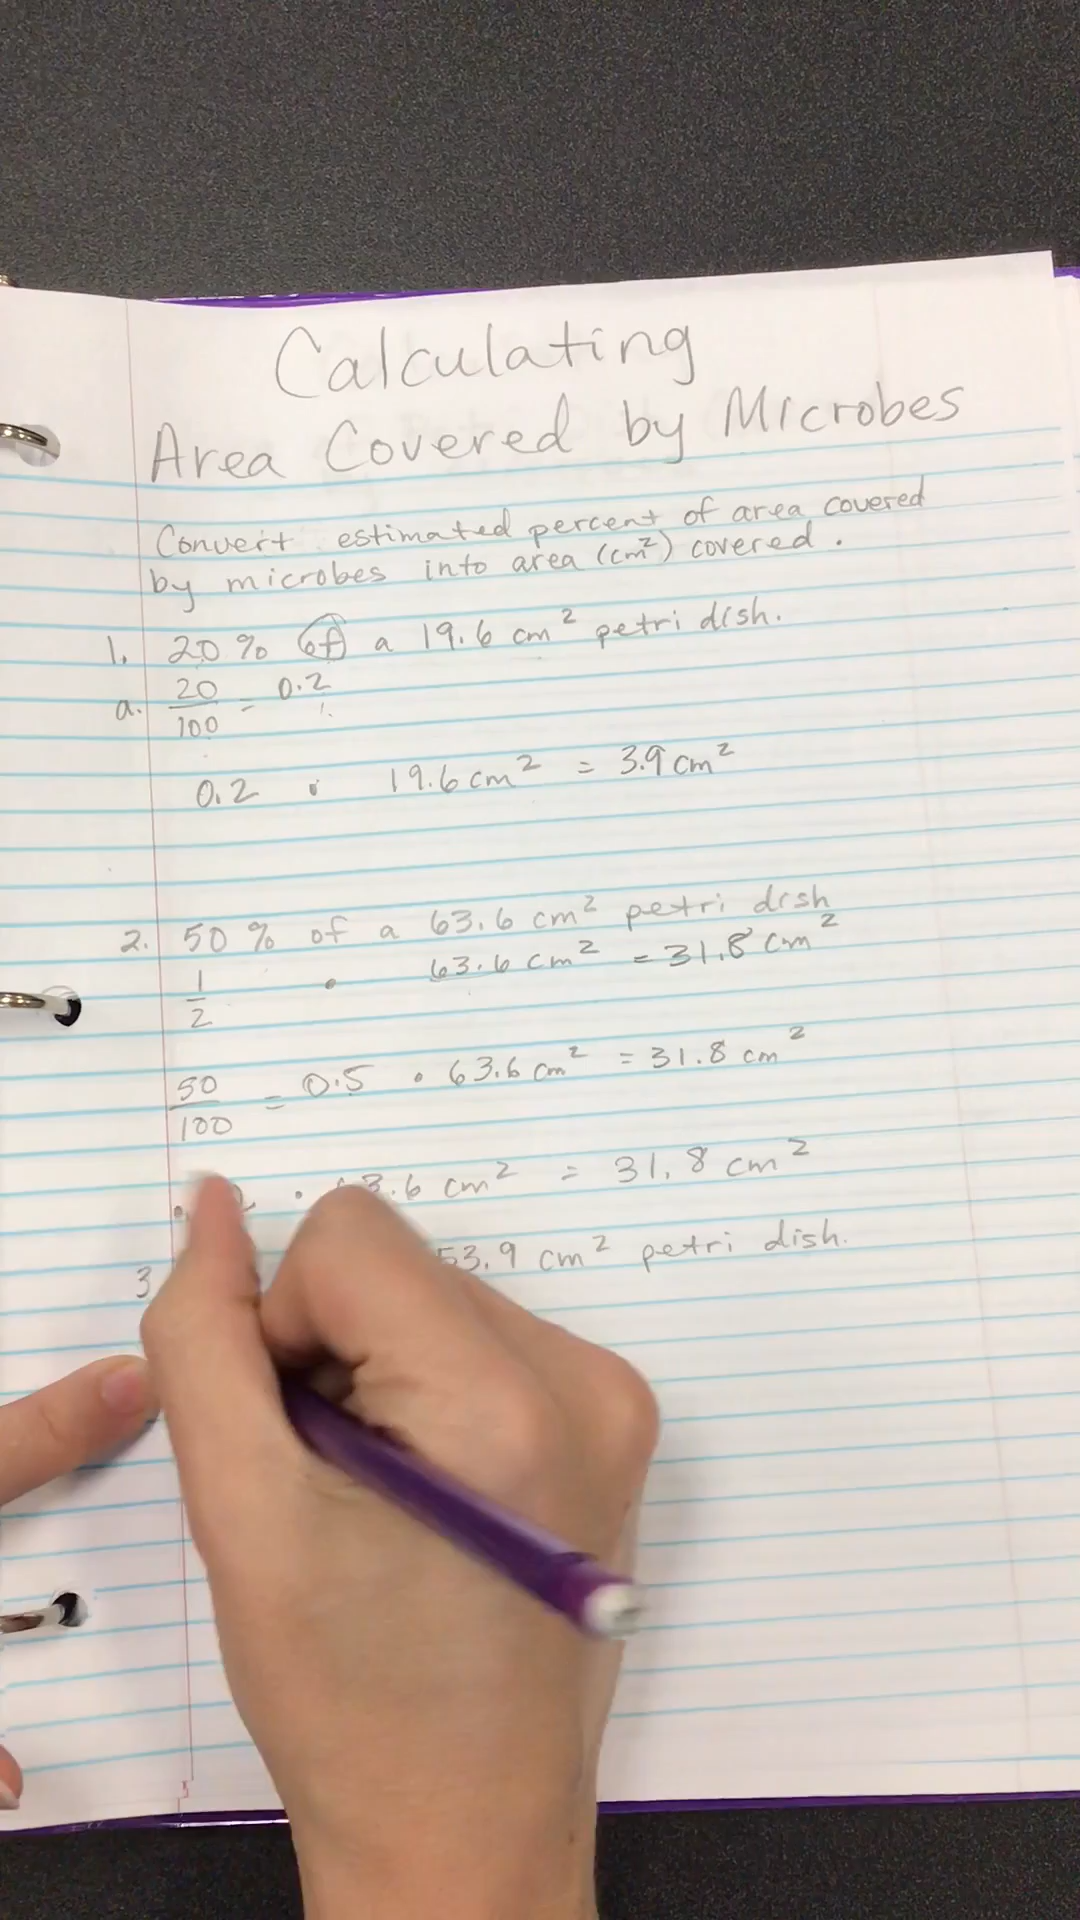 Calculating
Area Covered by Microbes
Convert estimated percent of area covered
by microbes into area (cm²) covered.
1. 20% of a 19.6 cm² petri dish.
a. 20/100 = 0.2
0.2 · 19.6 cm² = 3.9 cm²
2. 50% of a 63.6 cm² petri dish
1/2 · 63.6 cm² = 31.8 cm²
50/100 = 0.5 · 63.6 cm² = 31.8 cm²
· 3.6 cm² = 31.8 cm²
3 53.9 cm² petri dish.